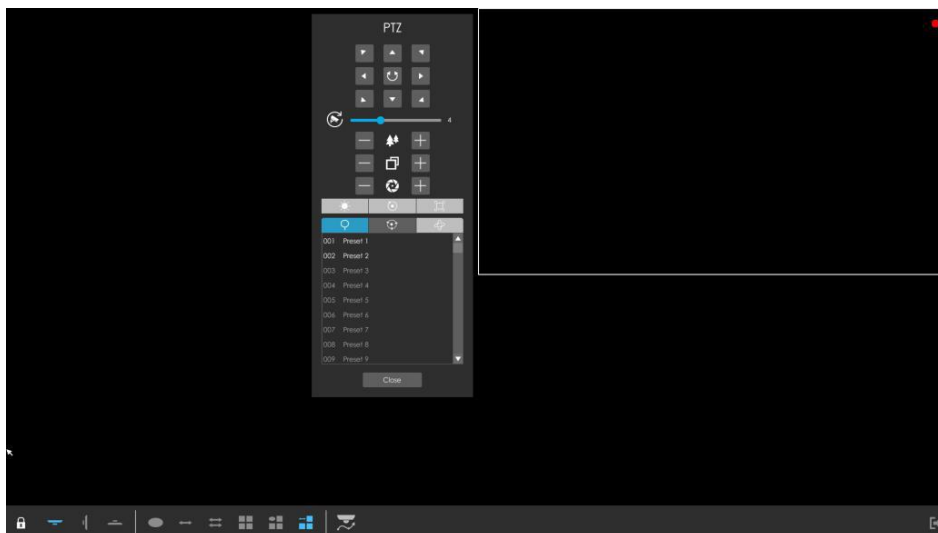 PTZ
4
001 Preset 1
002 Preset 2
003 Preset 3
004 Preset 4
005 Preset 5
006 Preset 6
007 Preset 7
008 Preset 8
009 Preset 9
Close